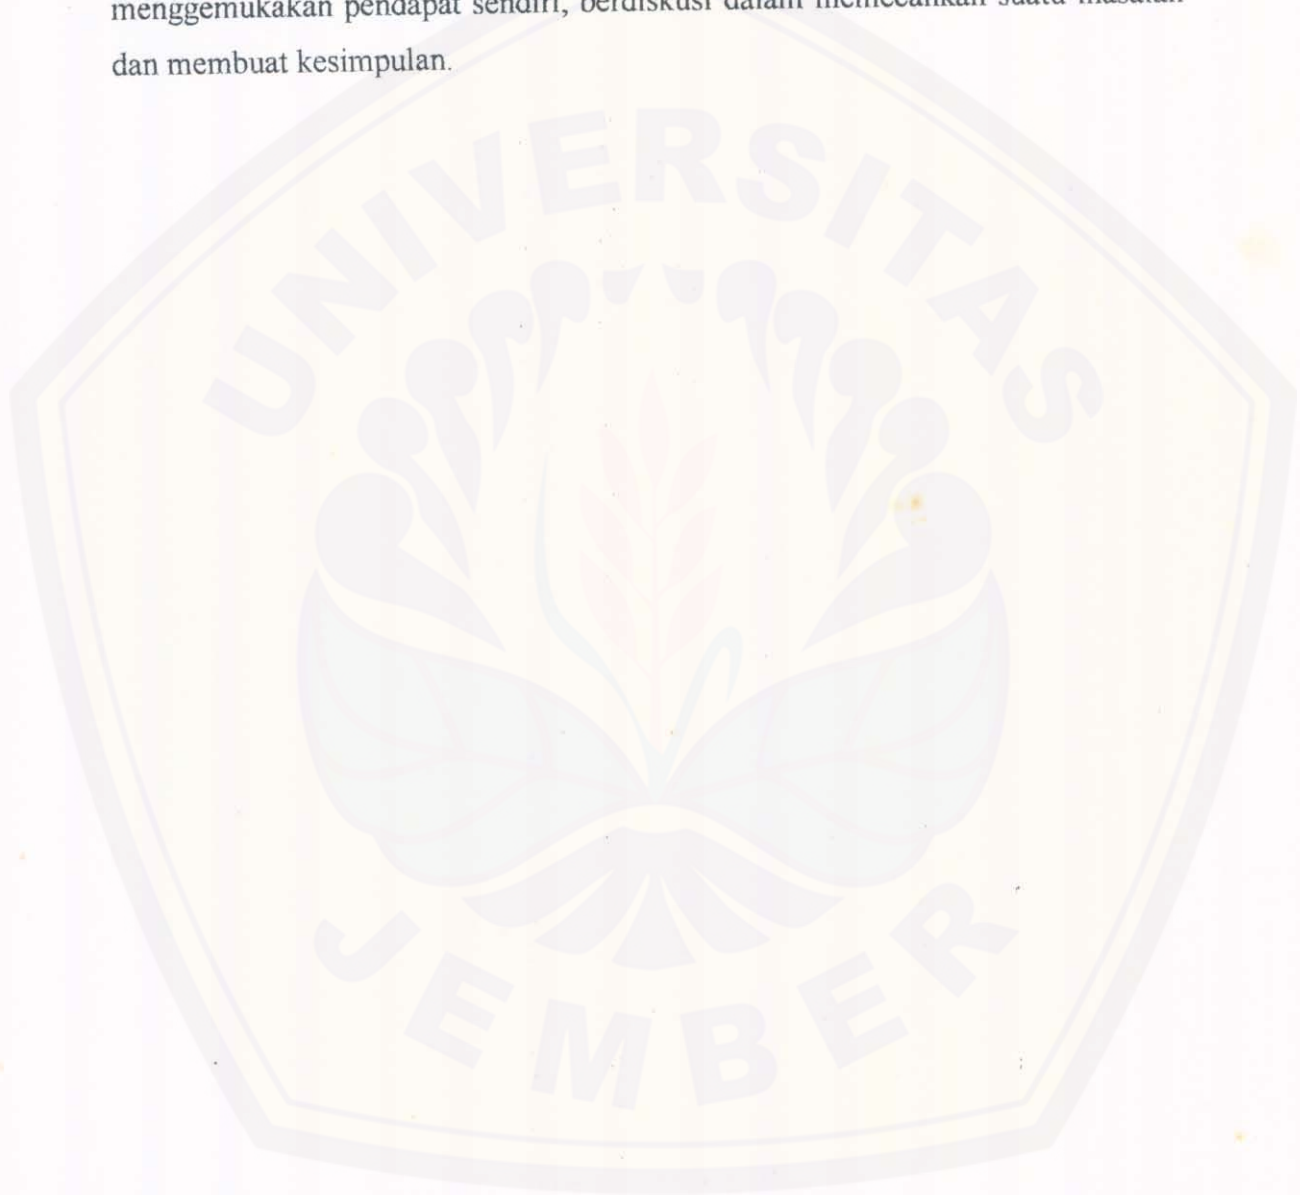 menggemukakan pendapat sendiri, berdiskusi dalam memecahkan suatu masalah
dan membuat kesimpulan.
UNIVERSITAS
JEMBER